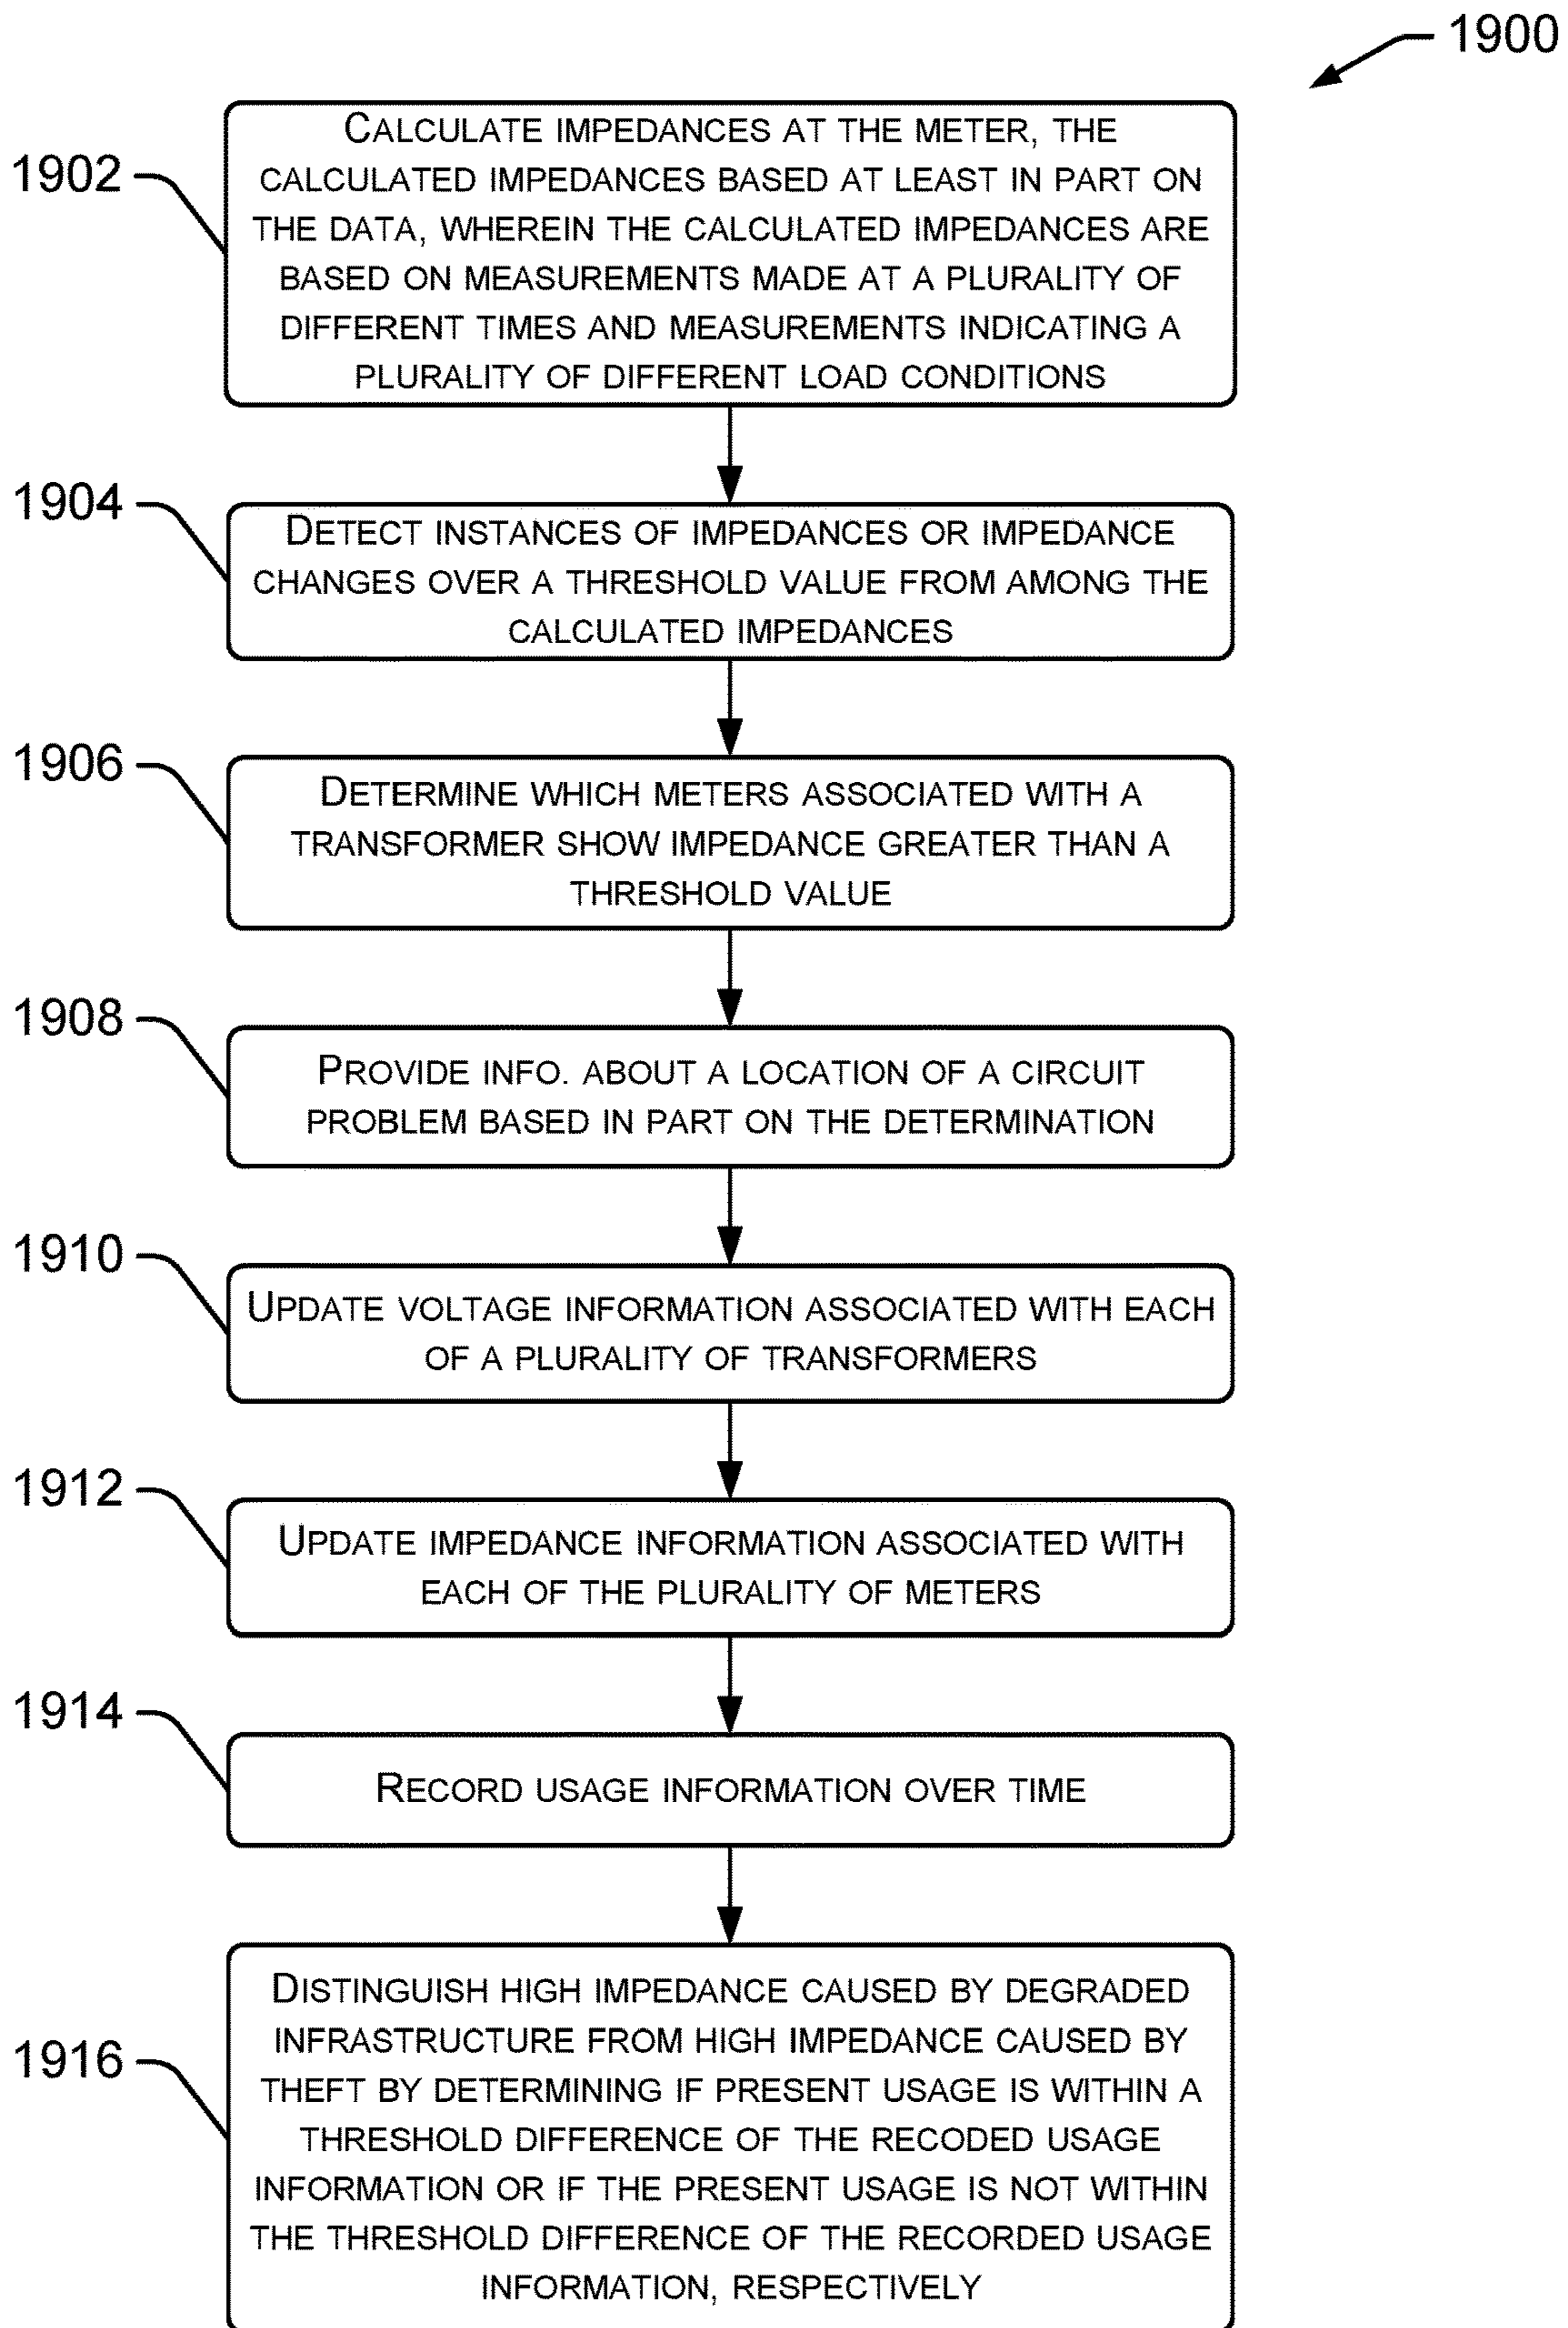 1900
1902
CALCULATE IMPEDANCES AT THE METER, THE
CALCULATED IMPEDANCES BASED AT LEAST IN PART ON
THE DATA, WHEREIN THE CALCULATED IMPEDANCES ARE
BASED ON MEASUREMENTS MADE AT A PLURALITY OF
DIFFERENT TIMES AND MEASUREMENTS INDICATING A
PLURALITY OF DIFFERENT LOAD CONDITIONS
1904
DETECT INSTANCES OF IMPEDANCES OR IMPEDANCE
CHANGES OVER A THRESHOLD VALUE FROM AMONG THE
CALCULATED IMPEDANCES
1906
DETERMINE WHICH METERS ASSOCIATED WITH A
TRANSFORMER SHOW IMPEDANCE GREATER THAN A
THRESHOLD VALUE
1908
PROVIDE INFO. ABOUT A LOCATION OF A CIRCUIT
PROBLEM BASED IN PART ON THE DETERMINATION
1910
UPDATE VOLTAGE INFORMATION ASSOCIATED WITH EACH
OF A PLURALITY OF TRANSFORMERS
1912
UPDATE IMPEDANCE INFORMATION ASSOCIATED WITH
EACH OF THE PLURALITY OF METERS
1914
RECORD USAGE INFORMATION OVER TIME
1916
DISTINGUISH HIGH IMPEDANCE CAUSED BY DEGRADED
INFRASTRUCTURE FROM HIGH IMPEDANCE CAUSED BY
THEFT BY DETERMINING IF PRESENT USAGE IS WITHIN A
THRESHOLD DIFFERENCE OF THE RECODED USAGE
INFORMATION OR IF THE PRESENT USAGE IS NOT WITHIN
THE THRESHOLD DIFFERENCE OF THE RECORDED USAGE
INFORMATION, RESPECTIVELY